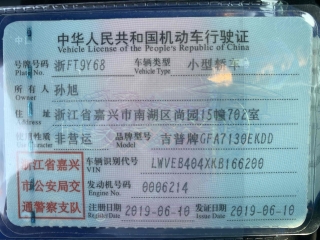 中华人民共和国机动车行驶证
Vehicle License of the People's Republic of China
号牌号码 浙FT9Y68 车辆类型 小型轿车
Plate No. Vehicle Type
所有人 孙旭
Owner
住址 浙江省嘉兴市南湖区尚园15幢702室
Address
使用性质 非营运 品牌型号 吉普牌GFA7130EKDD
Model
浙江省嘉兴市公安局交通警察支队
车辆识别代号 LWVEB404XKB166200
VIN
发动机号码 0006214
Engine No.
注册日期 2019-06-10 发证日期 2019-06-10
Register Date Issue Date